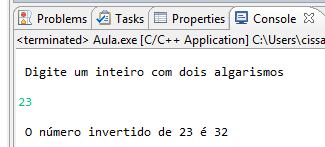 Problems Tasks Properties Console
<terminated> Aula.exe [C/C++ Application] C:\Users\cissa
Digite um inteiro com dois algarismos
23
O número invertido de 23 é 32